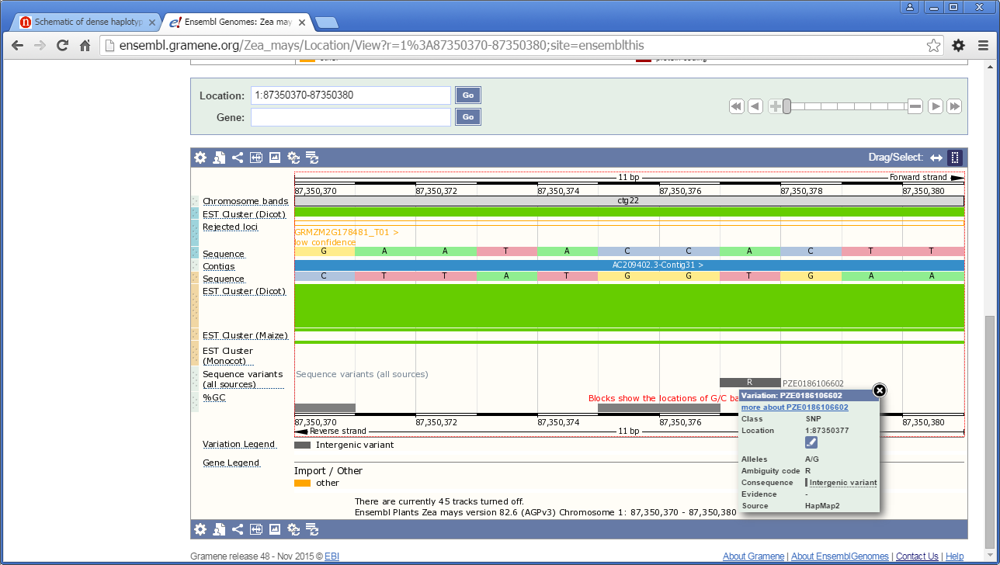 Schematic of dense haplotyp
Ensembl Genomes: Zea may
ensembl.gramene.org/Zea_mays/Location/View?r=1%3A87350370-87350380;site=ensemblthis
Location: 1:87350370-87350380 Go
Gene: Go
Drag/Select:
11 bp Forward strand
87,350,370 87,350,372 87,350,374 87,350,376 87,350,378 87,350,380
Chromosome bands ctg22
EST Cluster (Dicot)
Rejected loci
GRMZM2G178481_T01 >
low confidence
Sequence G A A T A C C A C T T
Contigs AC209402.3-Contig31 >
Sequence C T T A T G G T G A A
EST Cluster (Dicot)
EST Cluster (Maize)
EST Cluster
(Monocot)
Sequence variants
(all sources)
Sequence variants (all sources)
R PZE0186106602
%GC
Blocks show the locations of G/C ba
87,350,370 87,350,372 87,350,374 87,350,376 87,350,380
Reverse strand 11 bp
Variation: PZE0186106602
more about PZE0186106602
Class SNP
Location 1:87350377
Alleles A/G
Ambiguity code R
Consequence Intergenic variant
Evidence -
Source HapMap2
Variation Legend Intergenic variant
Gene Legend
Import / Other
other
There are currently 45 tracks turned off.
Ensembl Plants Zea mays version 82.6 (AGPv3) Chromosome 1: 87,350,370 - 87,350,380
Gramene release 48 - Nov 2015 © EBI
About Gramene | About EnsemblGenomes | Contact Us | Help